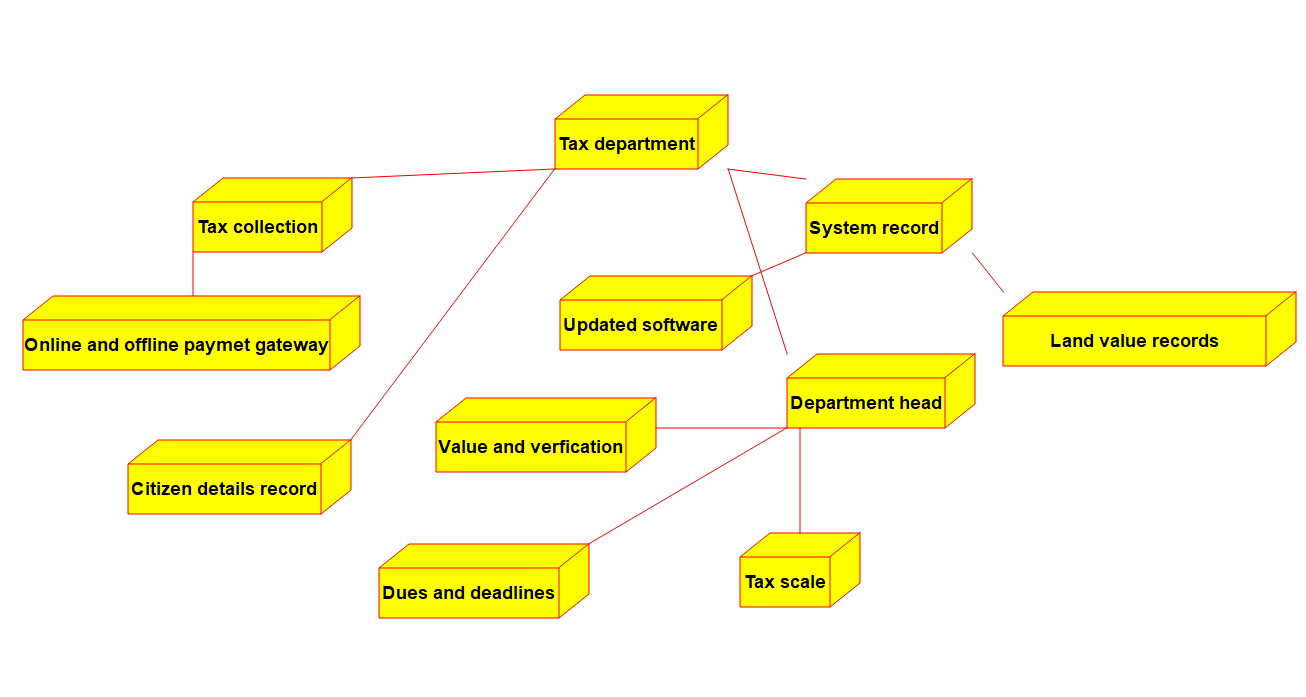 Tax department
Tax collection
System record
Updated software
Online and offline paymet gateway
Land value records
Department head
Value and verfication
Citizen details record
Dues and deadlines
Tax scale